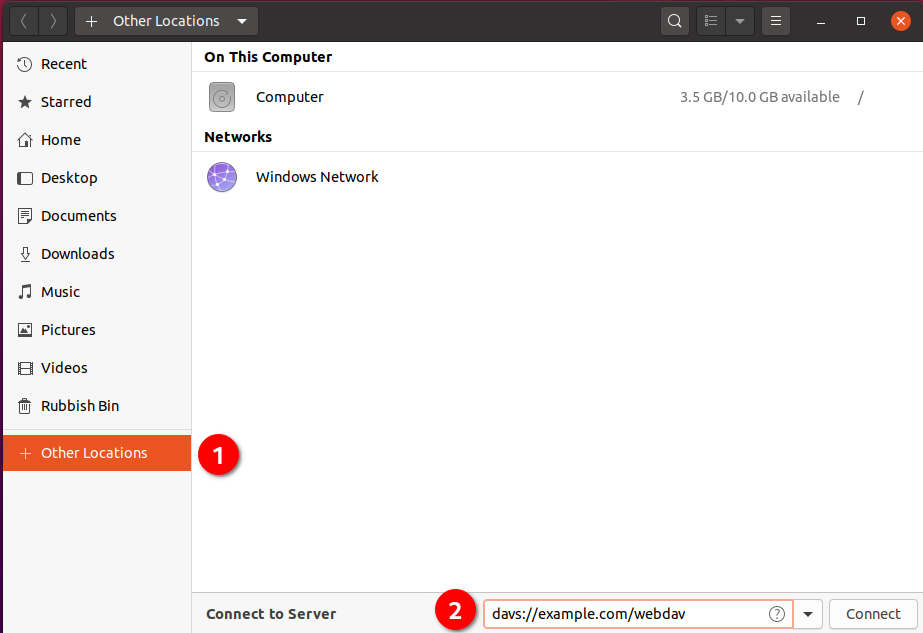 Other Locations
Recent
Starred
Home
Desktop
Documents
Downloads
Music
Pictures
Videos
Rubbish Bin
Other Locations
1
On This Computer
Computer 3.5 GB/10.0 GB available /
Networks
Windows Network
Connect to Server 2 davs://example.com/webdav ? Connect